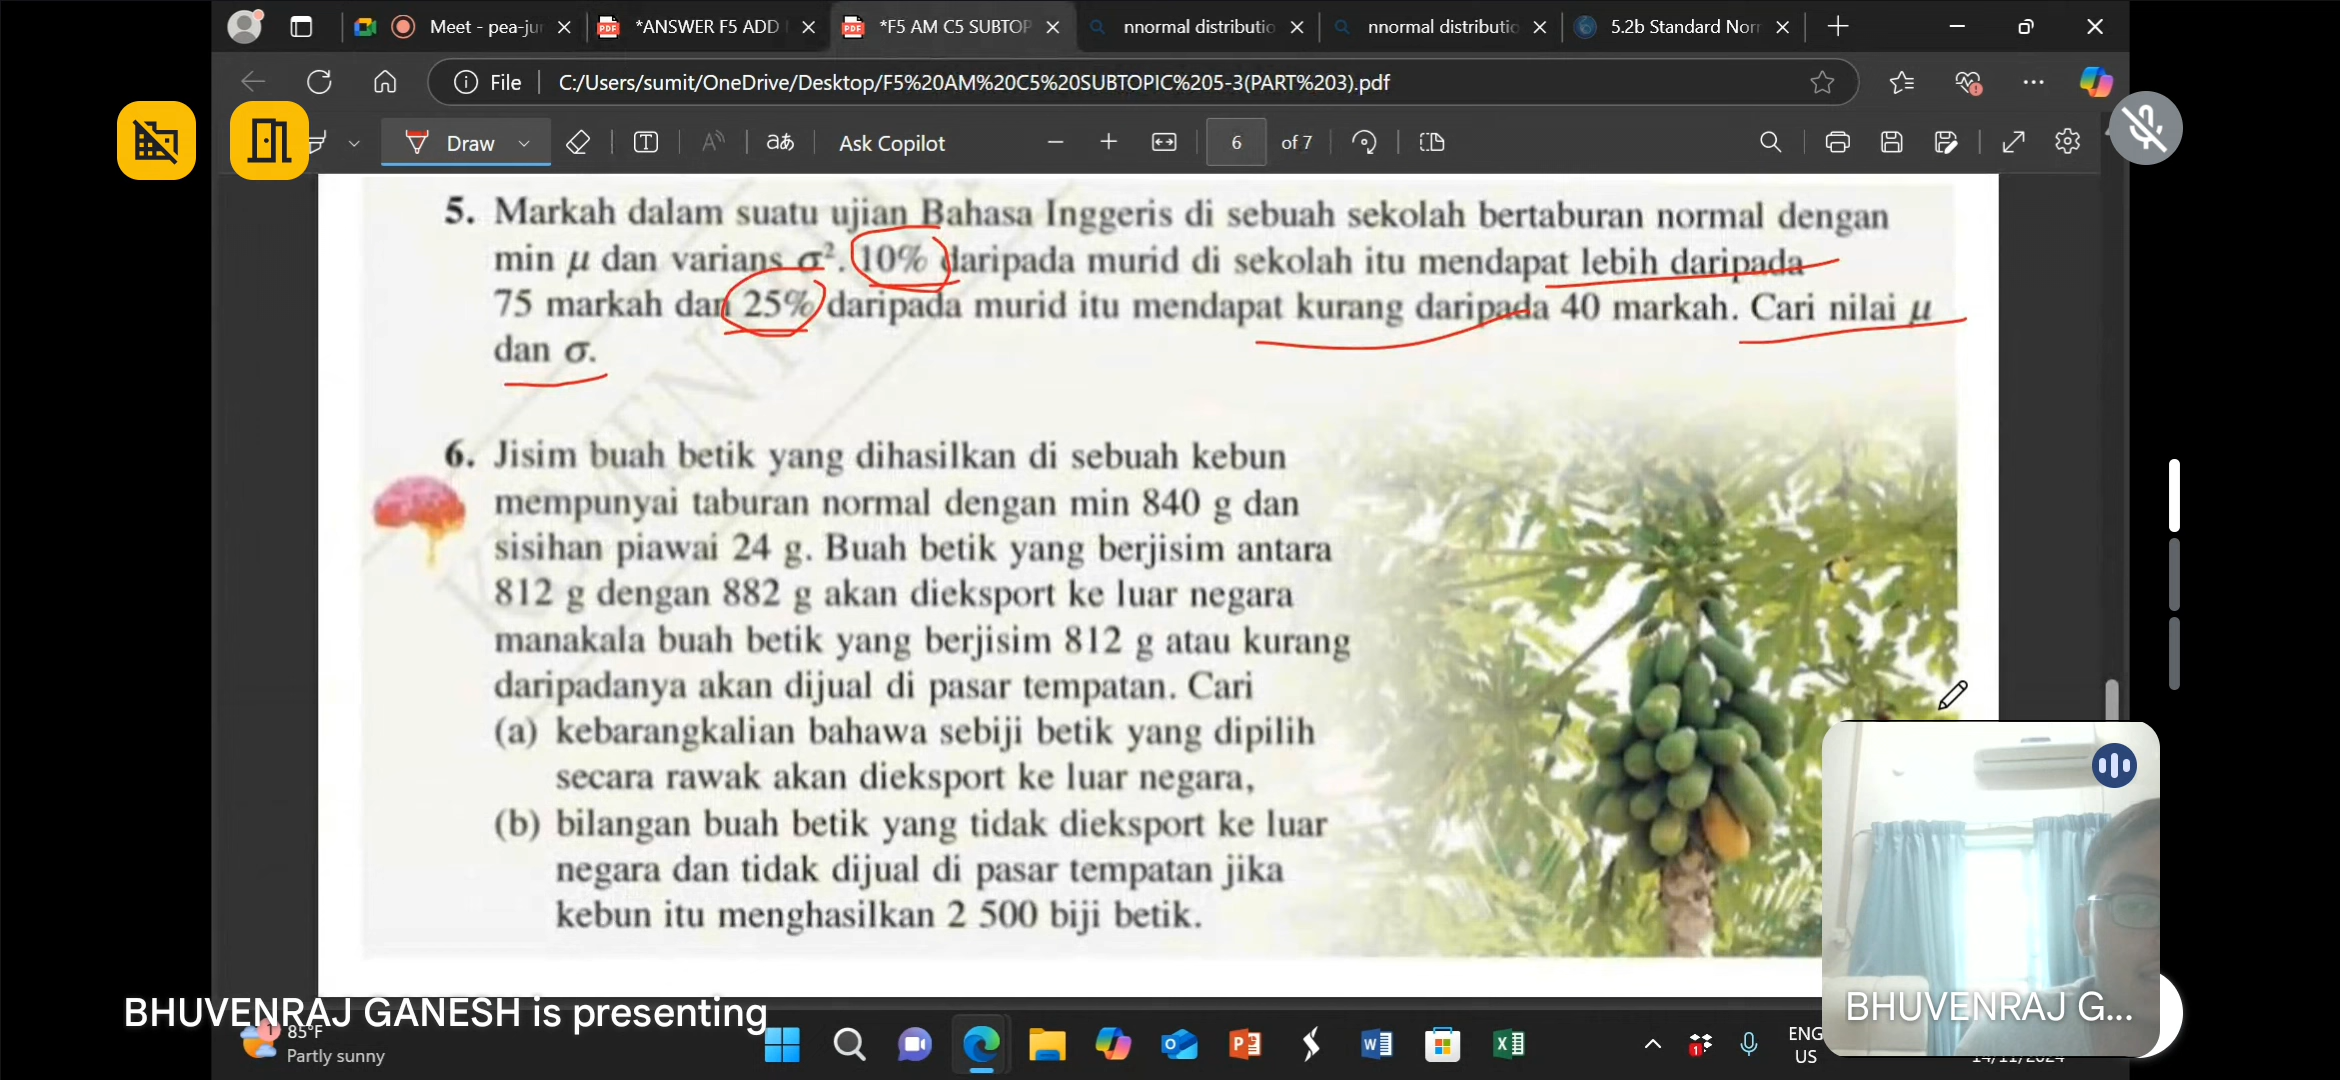 Meet - pea-ju
*ANSWER F5 ADD
*F5 AM C5 SUBTOP
nnormal distributio
nnormal distributio
5.2b Standard Norr
File
C:/Users/sumit/OneDrive/Desktop/F5%20AM%20C5%20SUBTOPIC%205-3(PART%203).pdf
Draw
Ask Copilot
6
of 7
5. Markah dalam suatu ujian Bahasa Inggeris di sebuah sekolah bertaburan normal dengan
min μ dan varians σ². 10% daripada murid di sekolah itu mendapat lebih daripada
75 markah dan 25% daripada murid itu mendapat kurang daripada 40 markah. Cari nilai μ
dan σ.
6. Jisim buah betik yang dihasilkan di sebuah kebun
mempunyai taburan normal dengan min 840 g dan
sisihan piawai 24 g. Buah betik yang berjisim antara
812 g dengan 882 g akan dieksport ke luar negara
manakala buah betik yang berjisim 812 g atau kurang
daripadanya akan dijual di pasar tempatan. Cari
(a) kebarangkalian bahawa sebiji betik yang dipilih
secara rawak akan dieksport ke luar negara,
(b) bilangan buah betik yang tidak dieksport ke luar
negara dan tidak dijual di pasar tempatan jika
kebun itu menghasilkan 2 500 biji betik.
BHUVENRAJ GANESH is presenting
BHUVENRAJ G...
85°F
Partly sunny
ENG
US